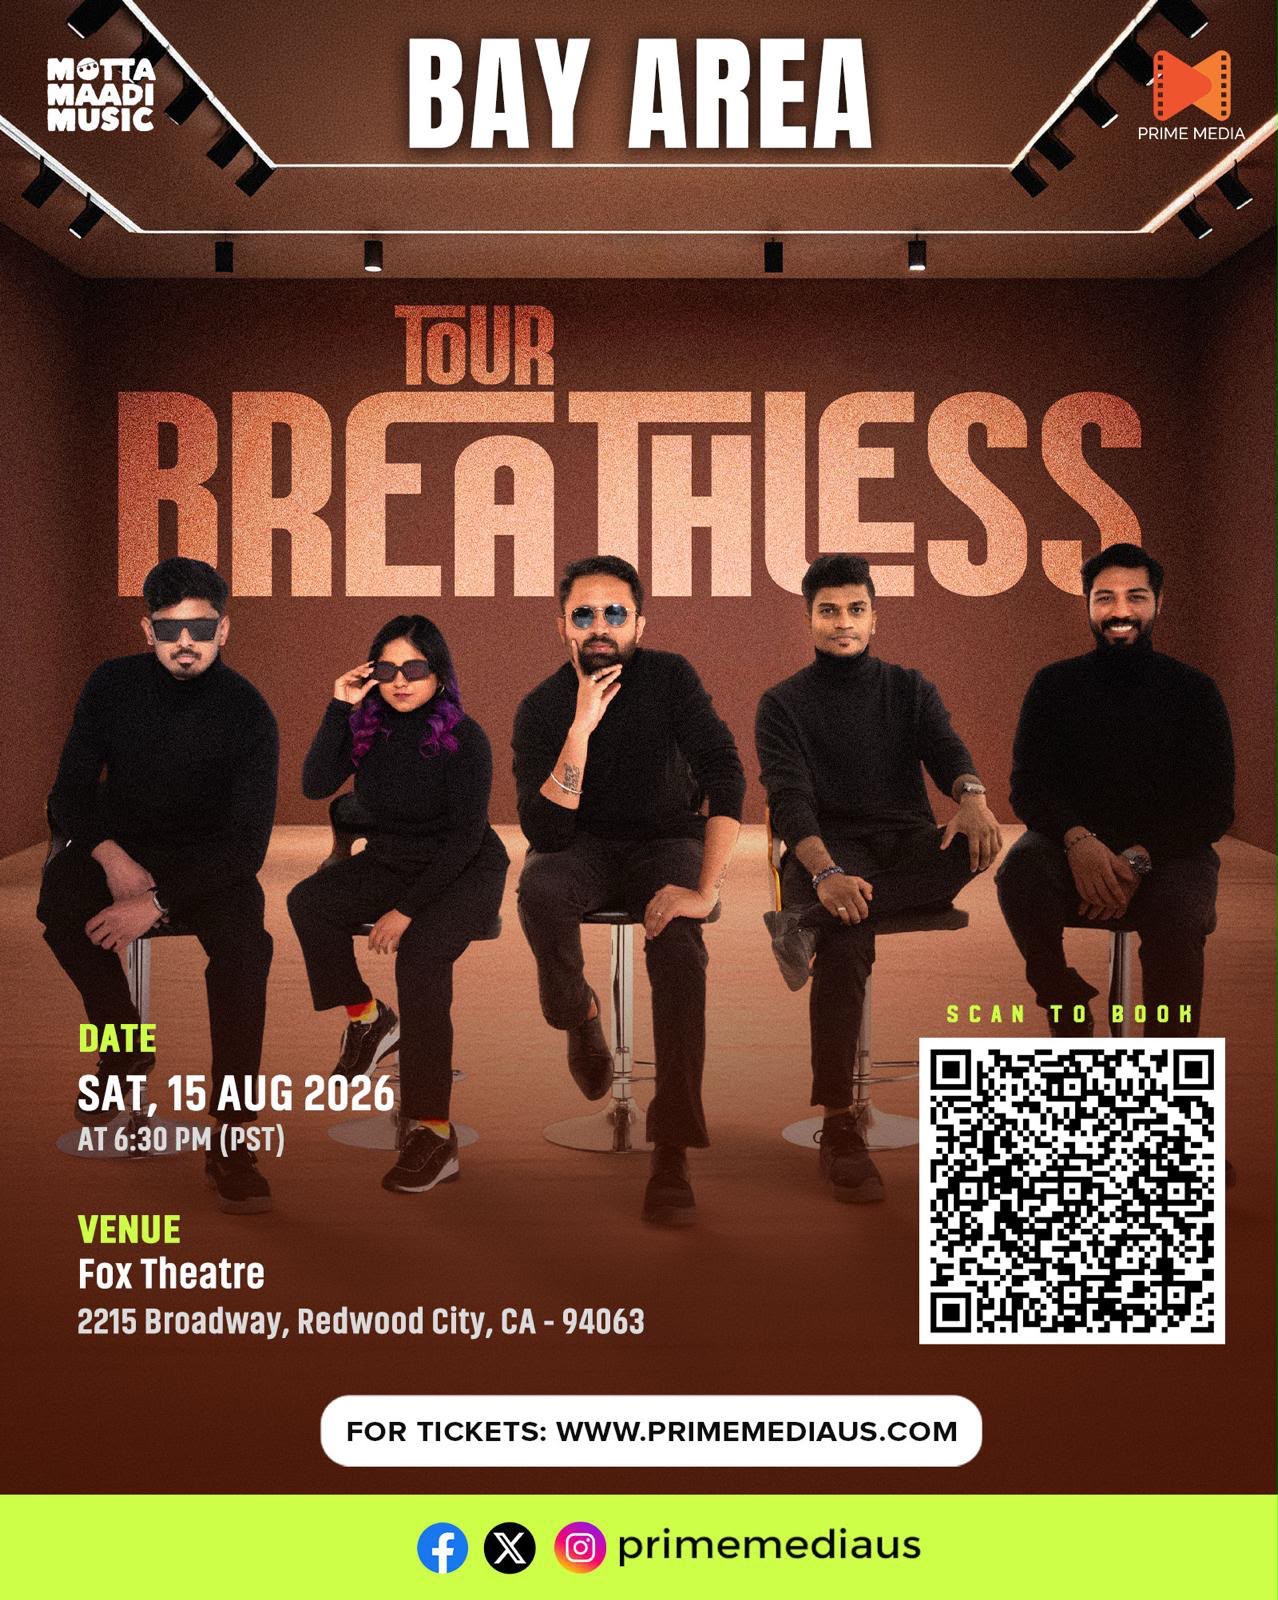 MOTTA
MAADI
MUSIC
BAY AREA
PRIME MEDIA
TOUR
BREATHLESS
SCAN TO BOOK
DATE
SAT, 15 AUG 2026
AT 6:30 PM (PST)
VENUE
Fox Theatre
2215 Broadway, Redwood City, CA - 94063
FOR TICKETS: WWW.PRIMEMEDIAUS.COM
primemediaus